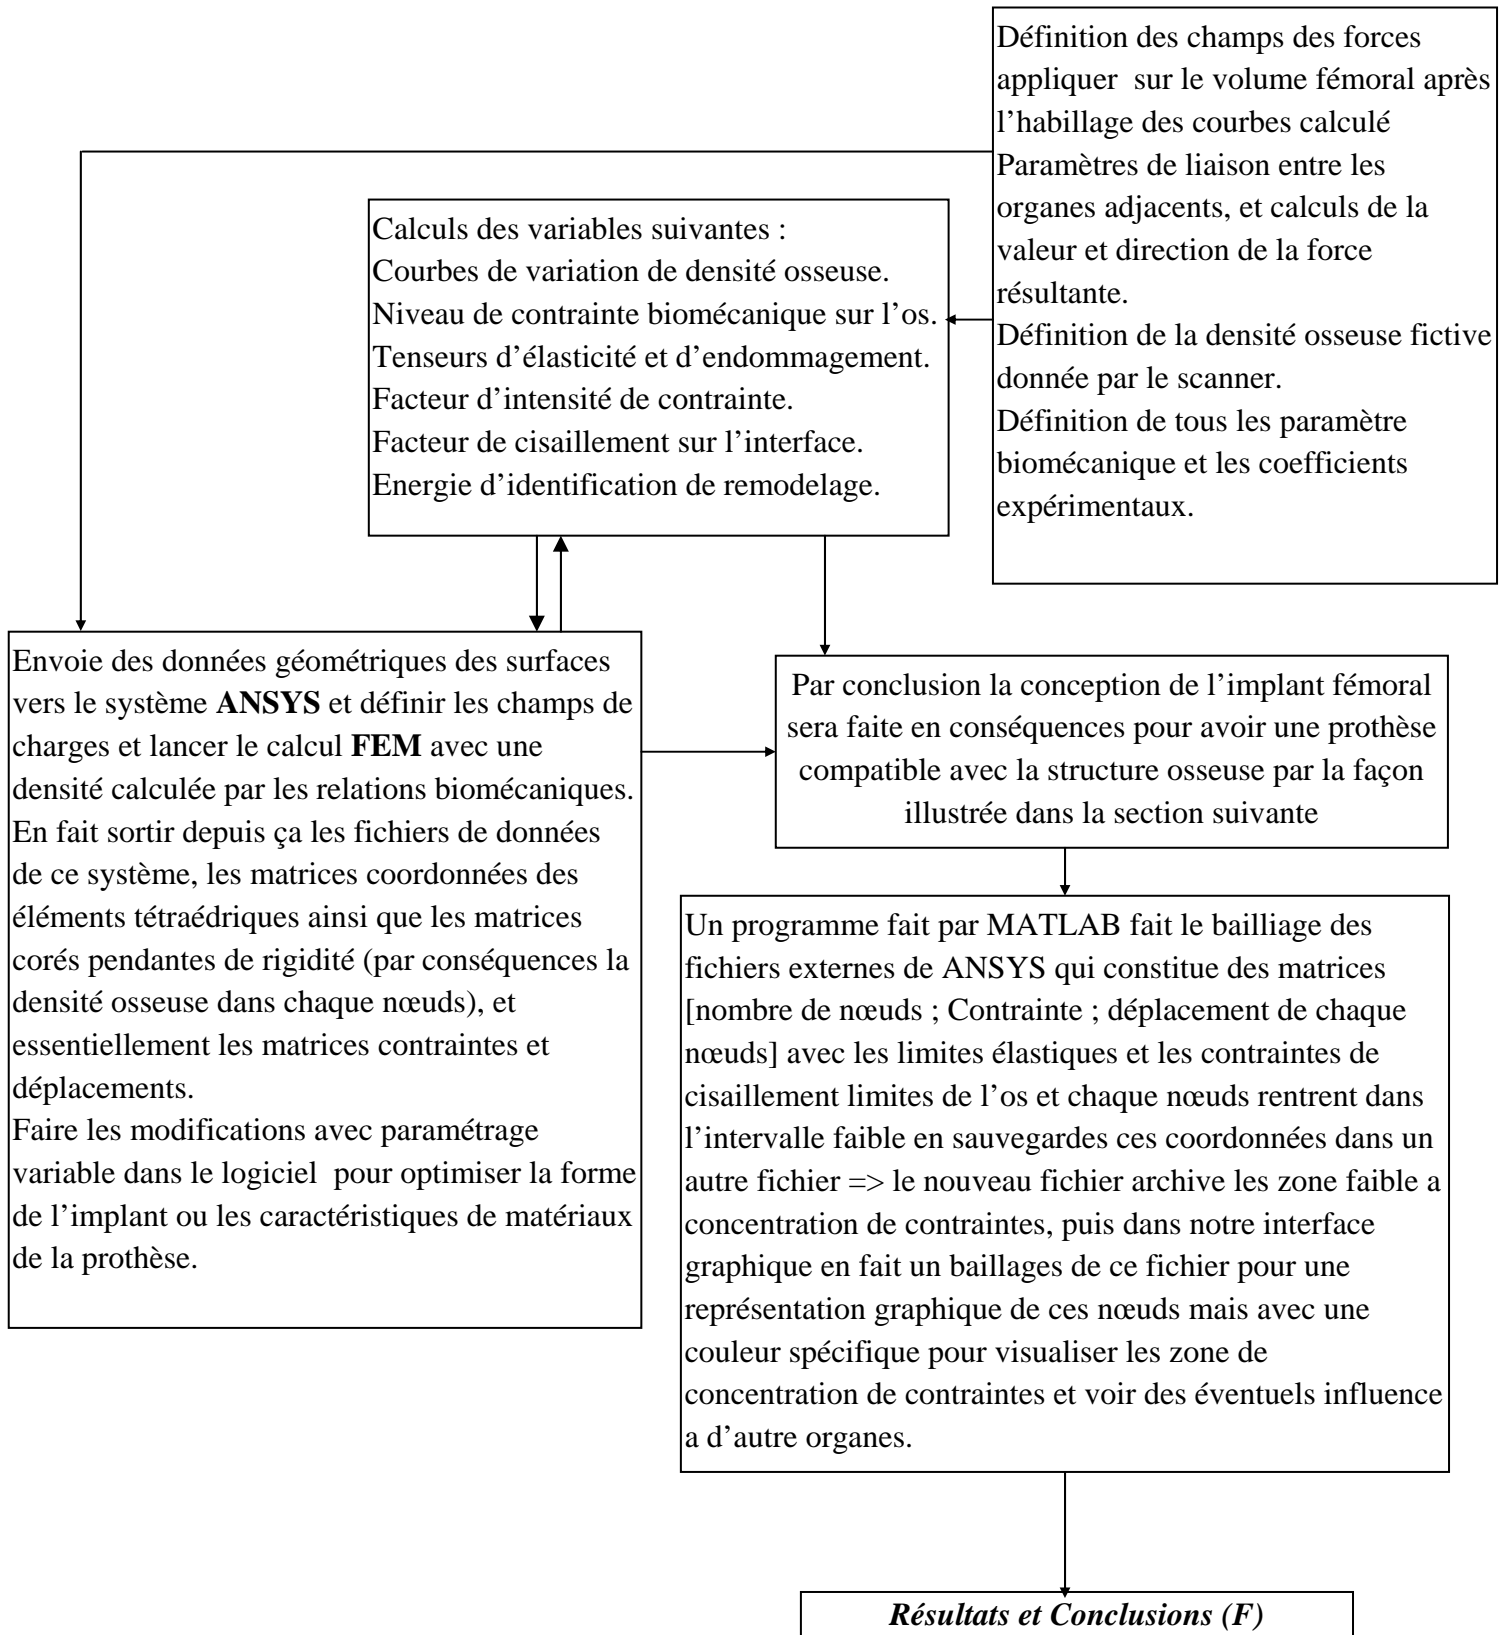 Définition des champs des forces
appliquer sur le volume fémoral après
l’habillage des courbes calculé
Paramètres de liaison entre les
organes adjacents, et calculs de la
valeur et direction de la force
résultante.
Définition de la densité osseuse fictive
donnée par le scanner.
Définition de tous les paramètre
biomécanique et les coefficients
expérimentaux.
Calculs des variables suivantes :
Courbes de variation de densité osseuse.
Niveau de contrainte biomécanique sur l’os.
Tenseurs d’élasticité et d’endommagement.
Facteur d’intensité de contrainte.
Facteur de cisaillement sur l’interface.
Energie d’identification de remodelage.
Envoie des données géométriques des surfaces
vers le système ANSYS et définir les champs de
charges et lancer le calcul FEM avec une
densité calculée par les relations biomécaniques.
En fait sortir depuis ça les fichiers de données
de ce système, les matrices coordonnées des
éléments tétraédriques ainsi que les matrices
corés pendantes de rigidité (par conséquences la
densité osseuse dans chaque nœuds), et
essentiellement les matrices contraintes et
déplacements.
Faire les modifications avec paramétrage
variable dans le logiciel pour optimiser la forme
de l’implant ou les caractéristiques de matériaux
de la prothèse.
Par conclusion la conception de l’implant fémoral
sera faite en conséquences pour avoir une prothèse
compatible avec la structure osseuse par la façon
illustrée dans la section suivante
Un programme fait par MATLAB fait le bailliage des
fichiers externes de ANSYS qui constitue des matrices
[nombre de nœuds ; Contrainte ; déplacement de chaque
nœuds] avec les limites élastiques et les contraintes de
cisaillement limites de l’os et chaque nœuds rentrent dans
l’intervalle faible en sauvegardes ces coordonnées dans un
autre fichier => le nouveau fichier archive les zone faible a
concentration de contraintes, puis dans notre interface
graphique en fait un baillages de ce fichier pour une
représentation graphique de ces nœuds mais avec une
couleur spécifique pour visualiser les zone de
concentration de contraintes et voir des éventuels influence
a d’autre organes.
Résultats et Conclusions (F)